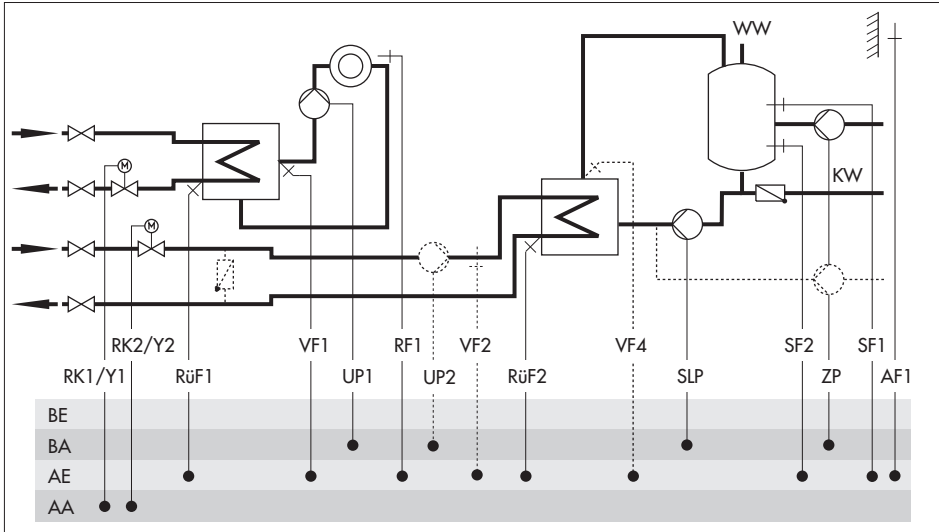 WW
M
KW
M
RK2/Y2 VF1 RF1 VF2 VF4 SF2 SF1
RK1/Y1 RüF1 UP1 UP2 RüF2 SLP ZP AF1
BE
BA
AE
AA